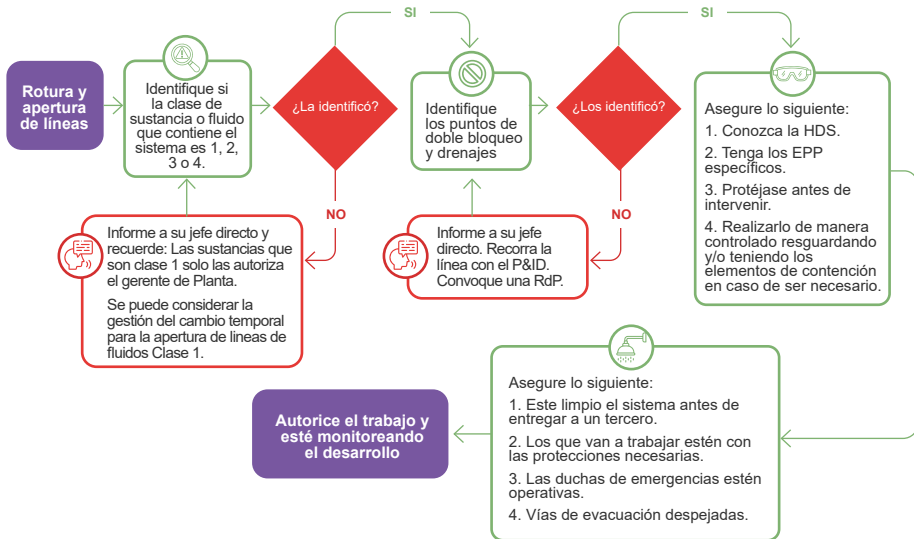 Rotura y
apertura
de líneas
Identifique si
la clase de
sustancia o fluido
que contiene el
sistema es 1, 2,
3 o 4.
¿La identificó?
SI
NO
Informe a su jefe directo y
recuerde: Las sustancias que
son clase 1 solo las autoriza
el gerente de Planta.
Se puede considerar la
gestión del cambio temporal
para la apertura de lineas de
fluidos Clase 1.
Identifique
los puntos de
doble bloqueo
y drenajes
¿Los identificó?
SI
NO
Informe a su jefe
directo. Recorra la
línea con el P&ID.
Convoque una RdP.
Asegure lo siguiente:
1. Conozca la HDS.
2. Tenga los EPP
específicos.
3. Protéjase antes de
intervenir.
4. Realizarlo de manera
controlado resguardando
y/o teniendo los
elementos de contención
en caso de ser necesario.
Asegure lo siguiente:
1. Este limpio el sistema antes de
entregar a un tercero.
2. Los que van a trabajar estén con
las protecciones necesarias.
3. Las duchas de emergencias estén
operativas.
4. Vías de evacuación despejadas.
Autorice el trabajo y
esté monitoreando
el desarrollo